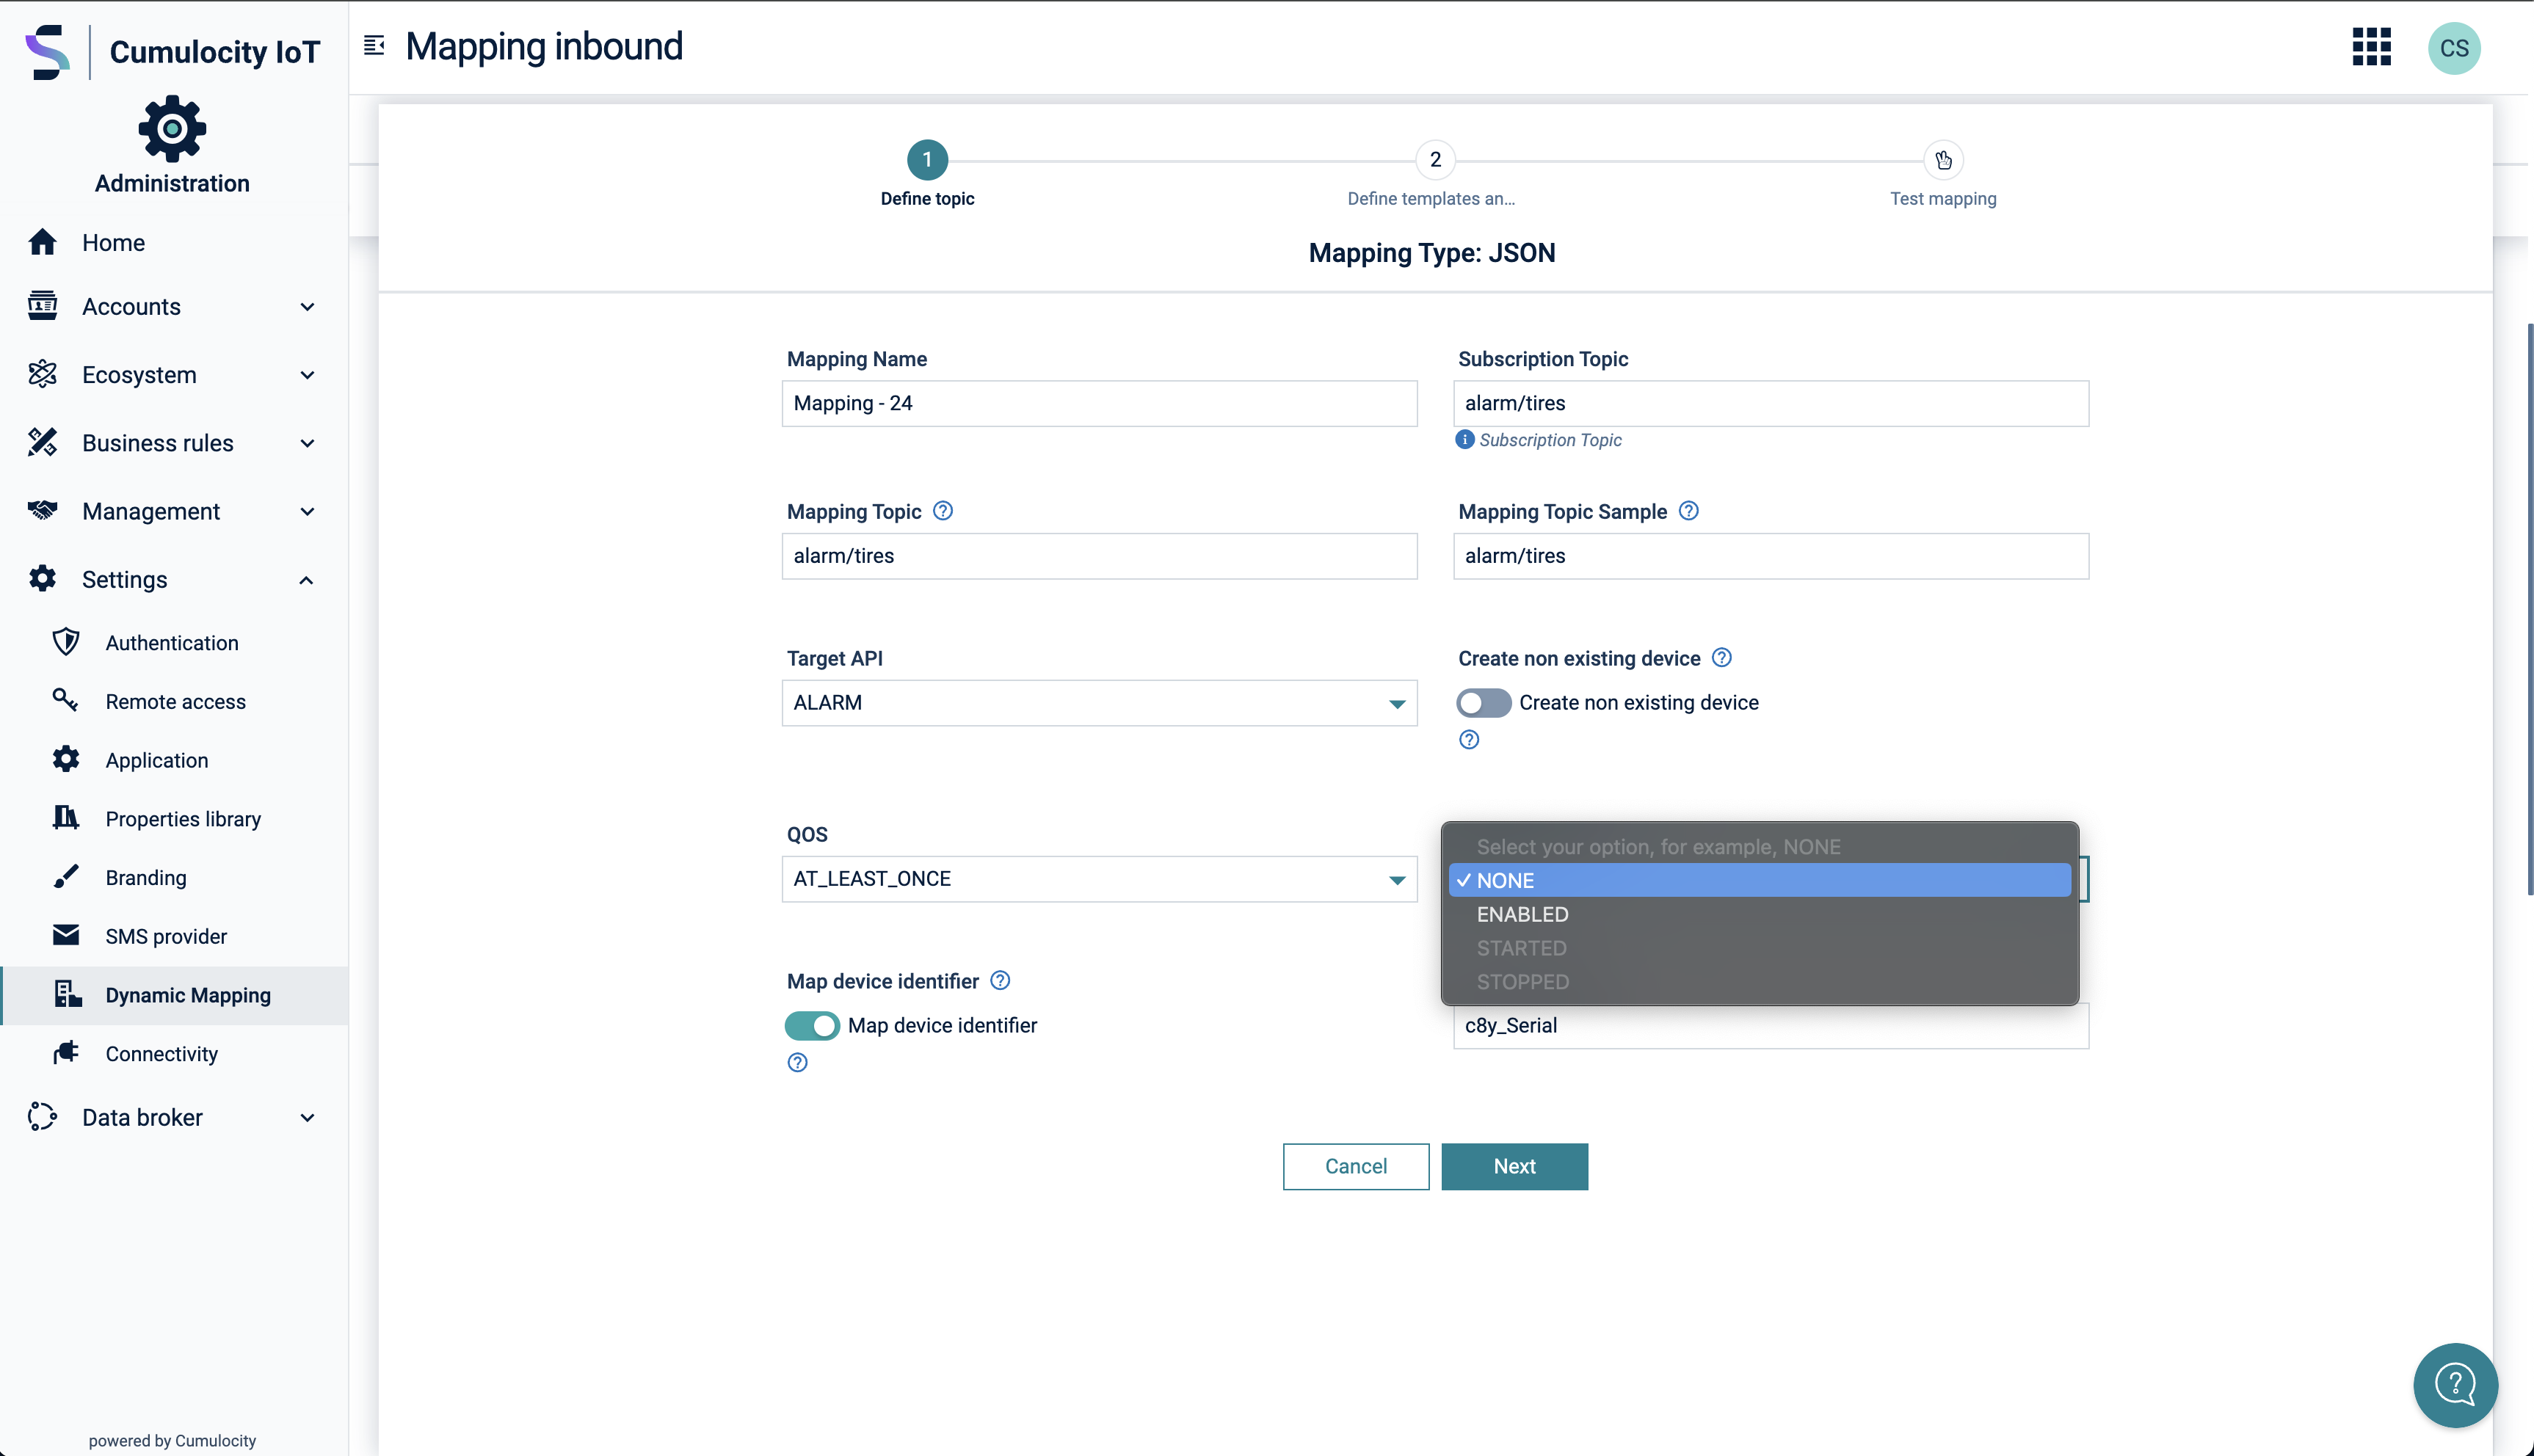 Cumulocity IoT
Administration
Home
Accounts
Ecosystem
Business rules
Management
Settings
Authentication
Remote access
Application
Properties library
Branding
SMS provider
Dynamic Mapping
Connectivity
Data broker
powered by Cumulocity
Mapping inbound
CS
1
2
Define topic
Define templates an...
Test mapping
Mapping Type: JSON
Mapping Name
Mapping - 24
Subscription Topic
alarm/tires
Subscription Topic
Mapping Topic
alarm/tires
Mapping Topic Sample
alarm/tires
Target API
ALARM
Create non existing device
Create non existing device
QOS
AT_LEAST_ONCE
Select your option, for example, NONE
✓ NONE
ENABLED
STARTED
STOPPED
Map device identifier
Map device identifier
c8y_Serial
Cancel
Next